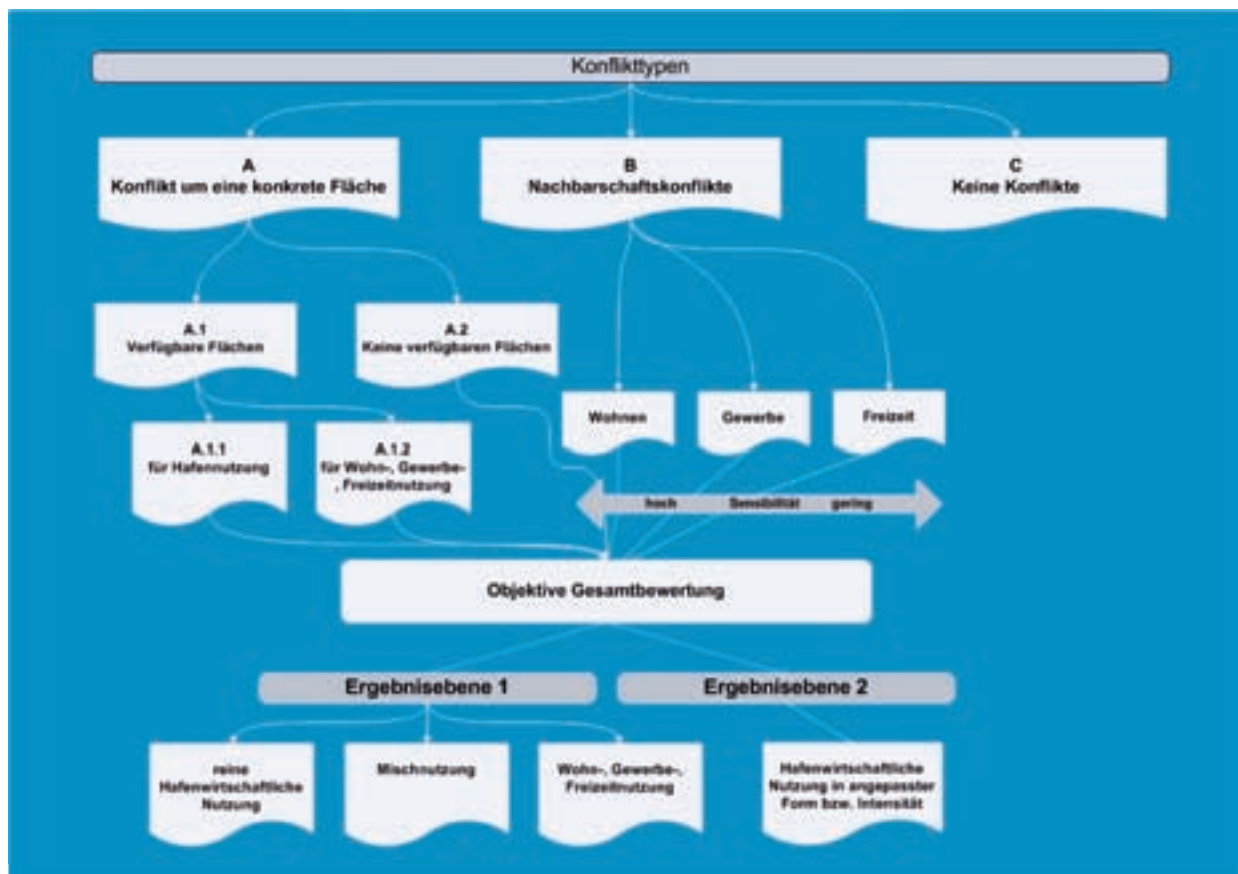 Konflikttypen
A
Konflikt um eine konkrete Fläche
B
Nachbarschaftskonflikte
C
Keine Konflikte
A.1
Verfügbare Flächen
A.2
Keine verfügbaren Flächen
Wohnen
Gewerbe
Freizeit
A.1.1
für Hafennutzung
A.1.2
für Wohn-, Gewerbe-
, Freizeitnutzung
hoch Sensibilität gering
Objektive Gesamtbewertung
Ergebnisebene 1
Ergebnisebene 2
reine
Hafenwirtschaftliche
Nutzung
Mischnutzung
Wohn-, Gewerbe-,
Freizeitnutzung
Hafenwirtschaftliche
Nutzung in angepasster
Form bzw. Intensität